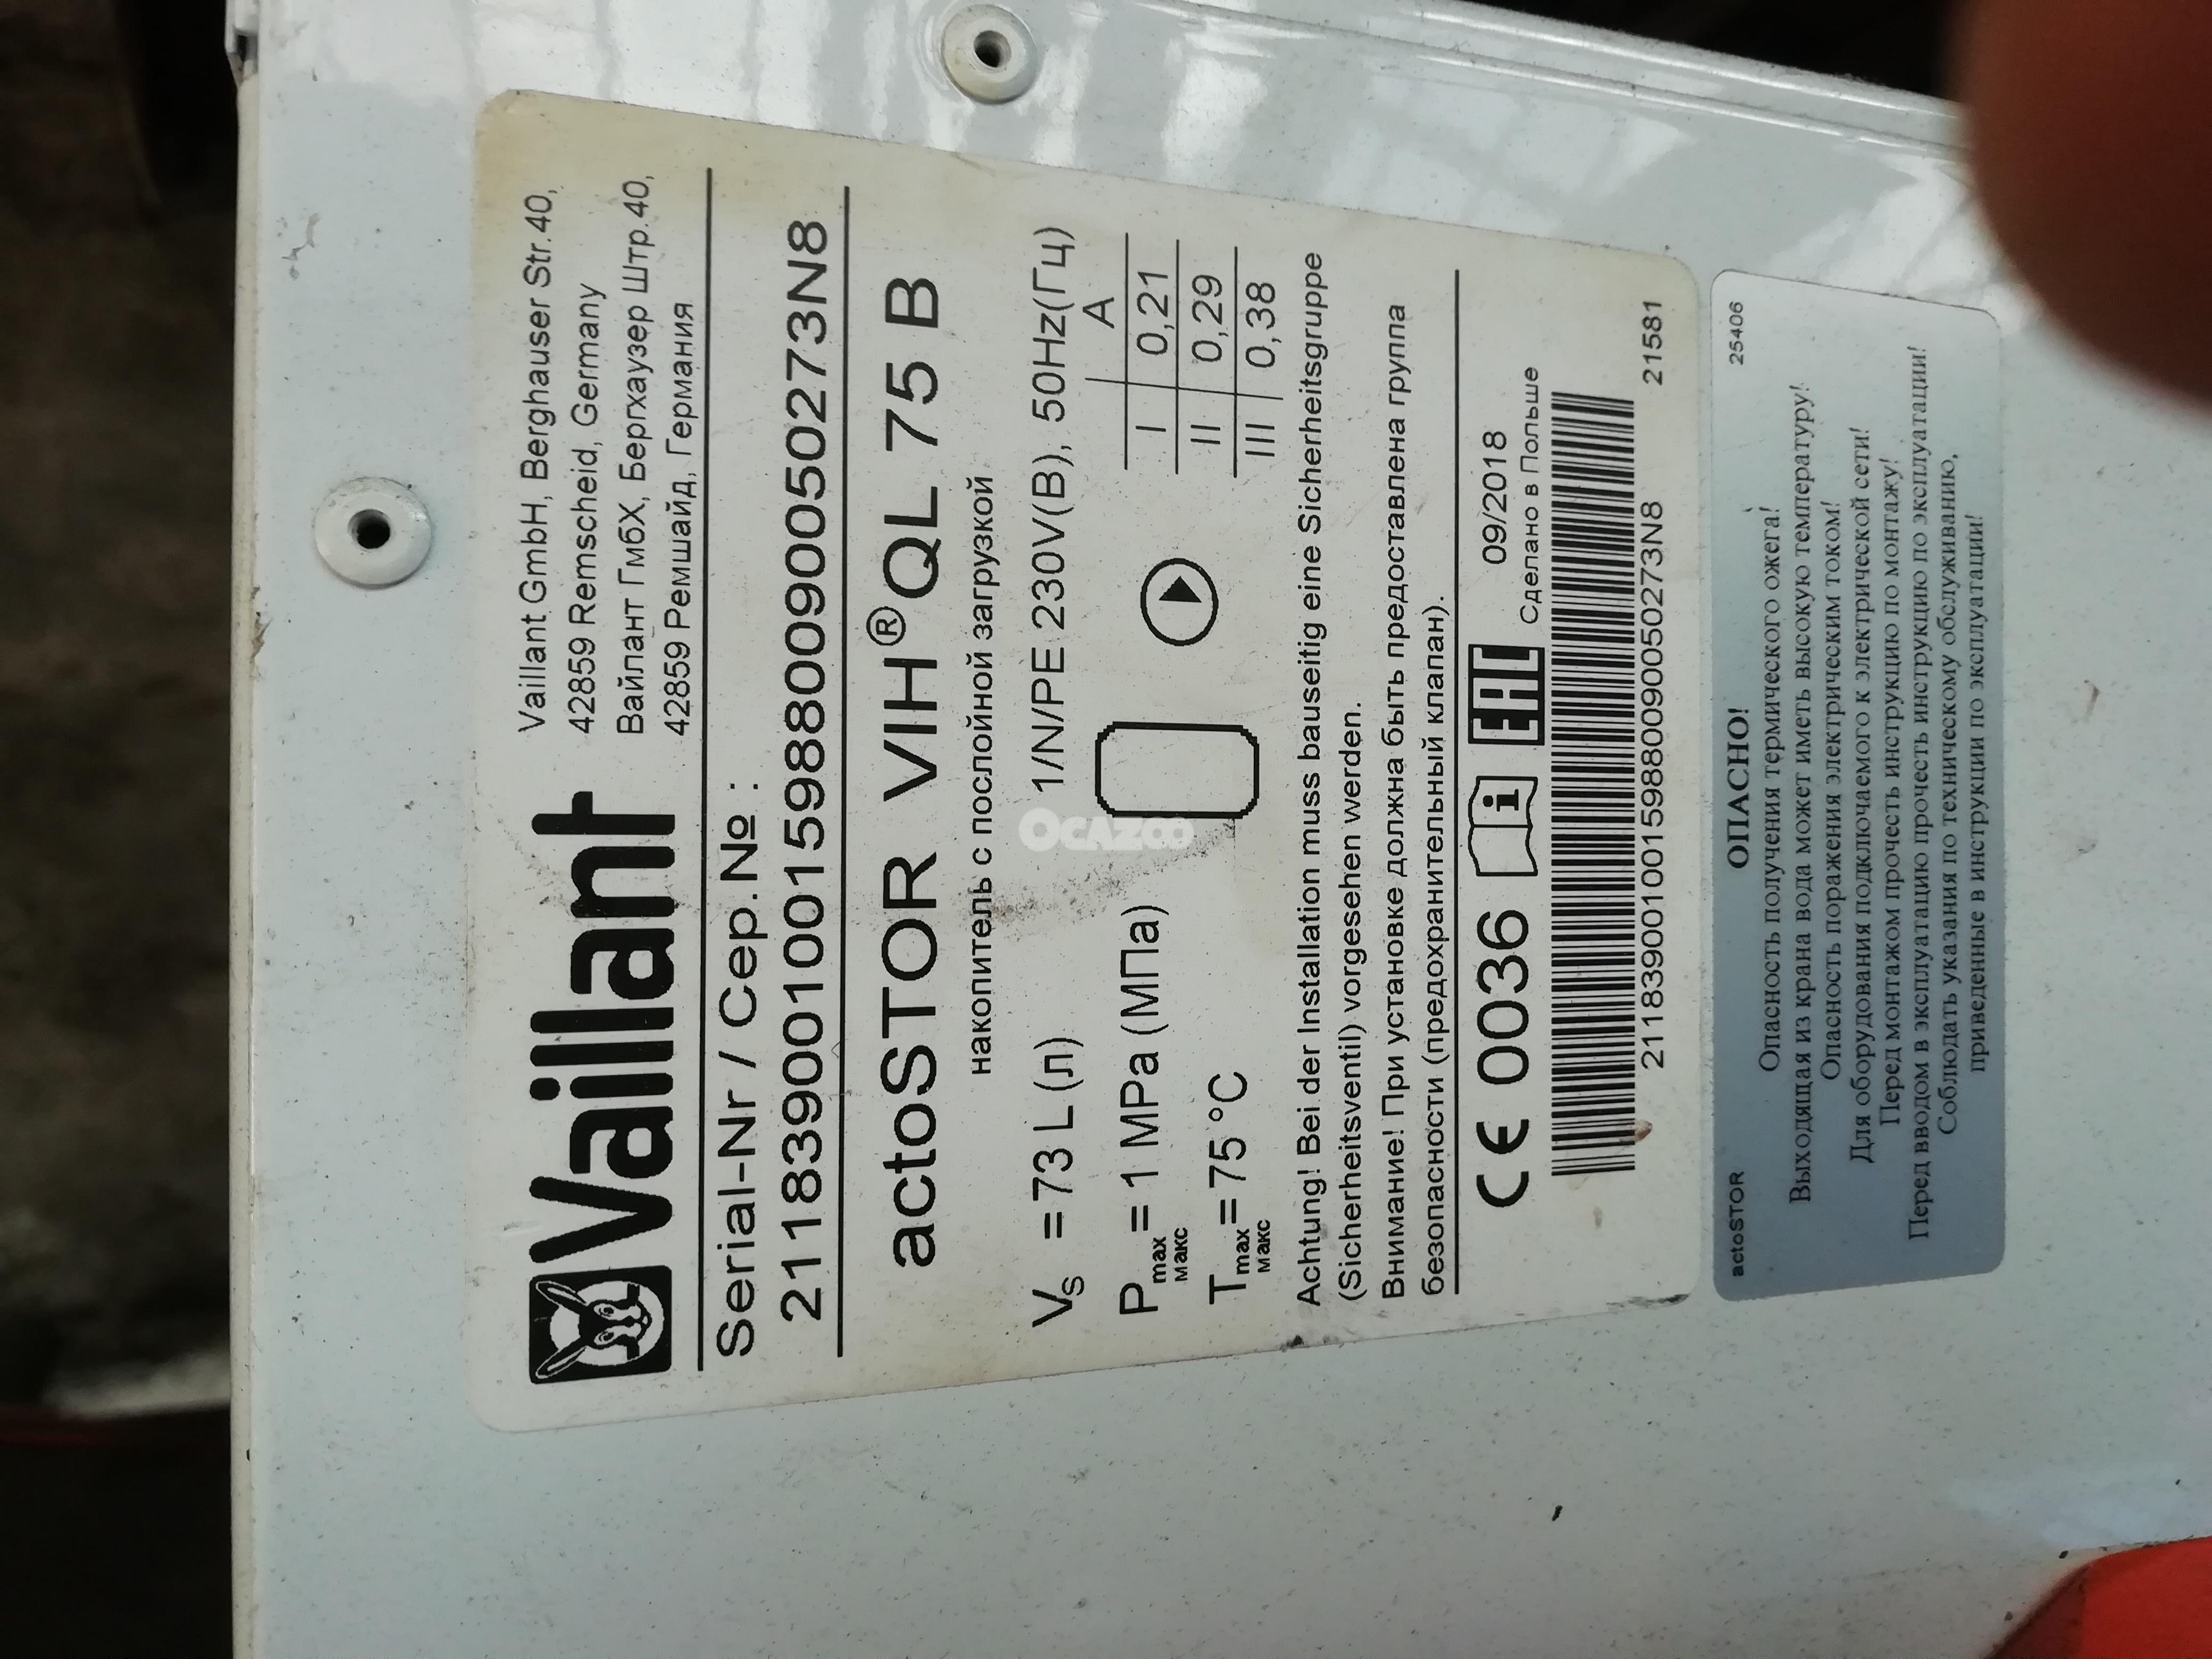 Vaillant
Vaillant GmbH, Berghauser Str.40,
42859 Remscheid, Germany
Вайлант ГмбХ, Бергхаузер Штр.40,
42859 Ремшайд, Германия
Serial-Nr / Сер.№ :
21183900100159880090050273N8
actoSTOR VIH® QL 75 B
накопитель с послойной загрузкой
Vs = 73 L (л) 1/N/PE 230V(В), 50Hz(Гц)
Pmax макс = 1 MPa (МПа)
Tmax макс = 75 °C
A
I 0,21
II 0,29
III 0,38
Achtung! Bei der Installation muss bauseitig eine Sicherheitsgruppe
(Sicherheitsventil) vorgesehen werden.
Внимание! При установке должна быть предоставлена группа
безопасности (предохранительный клапан).
CE 0036 i EAC 09/2018
Сделано в Польше
21183900100159880090050273N8 21581
actoSTOR ОПАСНО! 25406
Опасность получения термического ожега!
Выходящая из крана вода может иметь высокую температуру!
Опасность поражения электрическим током!
Для оборудования подключаемого к электрической сети!
Перед монтажом прочесть инструкцию по монтажу!
Перед вводом в эксплуатацию прочесть инструкцию по эксплуатации!
Соблюдать указания по техническому обслуживанию,
приведенные в инструкции по эксплуатации!
OCAZOO